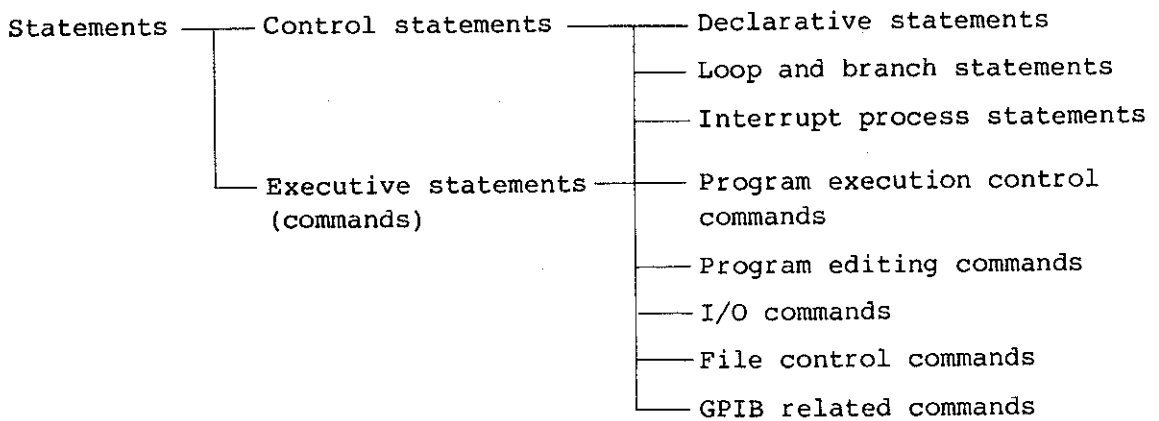 Statements Control statements Declarative statements
Loop and branch statements
Interrupt process statements
Executive statements Program execution control
(commands) commands
Program editing commands
I/O commands
File control commands
GPIB related commands